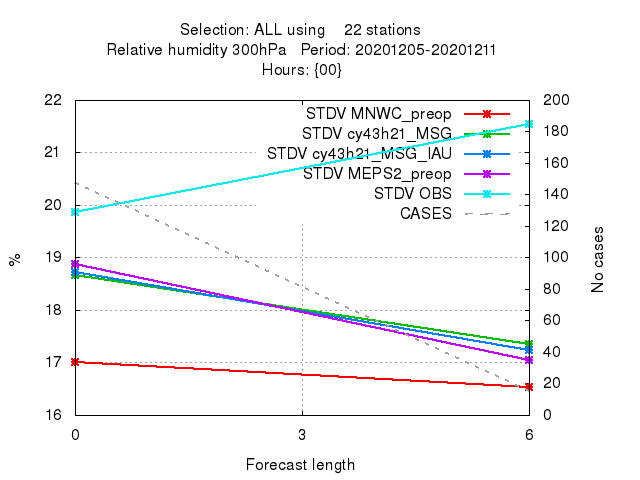 Selection: ALL using 22 stations
Relative humidity 300hPa Period: 20201205-20201211
Hours: {00}
STDV MNWC_preop
STDV cy43h21_MSG
STDV cy43h21_MSG_IAU
STDV MEPS2_preop
STDV OBS
CASES
22
21
20
19
18
17
16
%
200
180
160
140
120
100
80
60
40
20
0
No cases
0 3 6
Forecast length